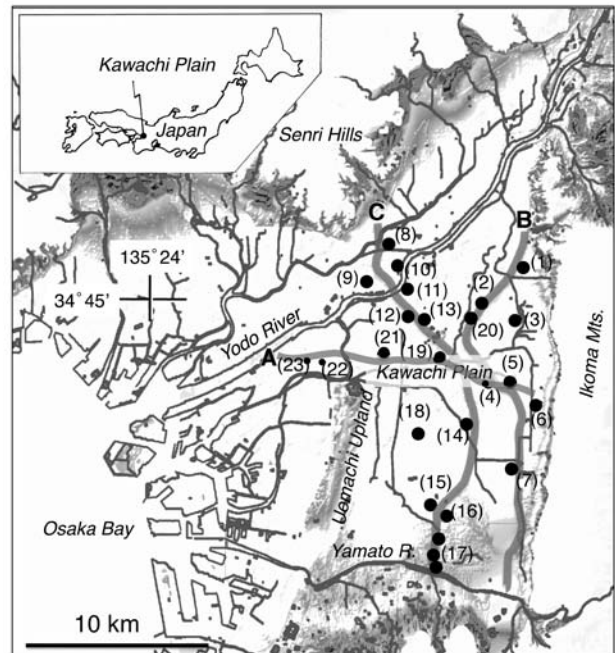 Kawachi Plain
Japan
Senri Hills
C
B
(8)
135° 24'
(10)
(1)
(9)
(11)
(2)
34° 45'
(12)
(13)
(20)
(3)
Yodo River
(21)
(19)
A
(23)
(22)
Kawachi Plain
(5)
(4)
(6)
Ikoma Mts.
Uemachi Upland
(18)
(14)
(7)
(15)
(16)
Osaka Bay
Yamato R.
(17)
10 km